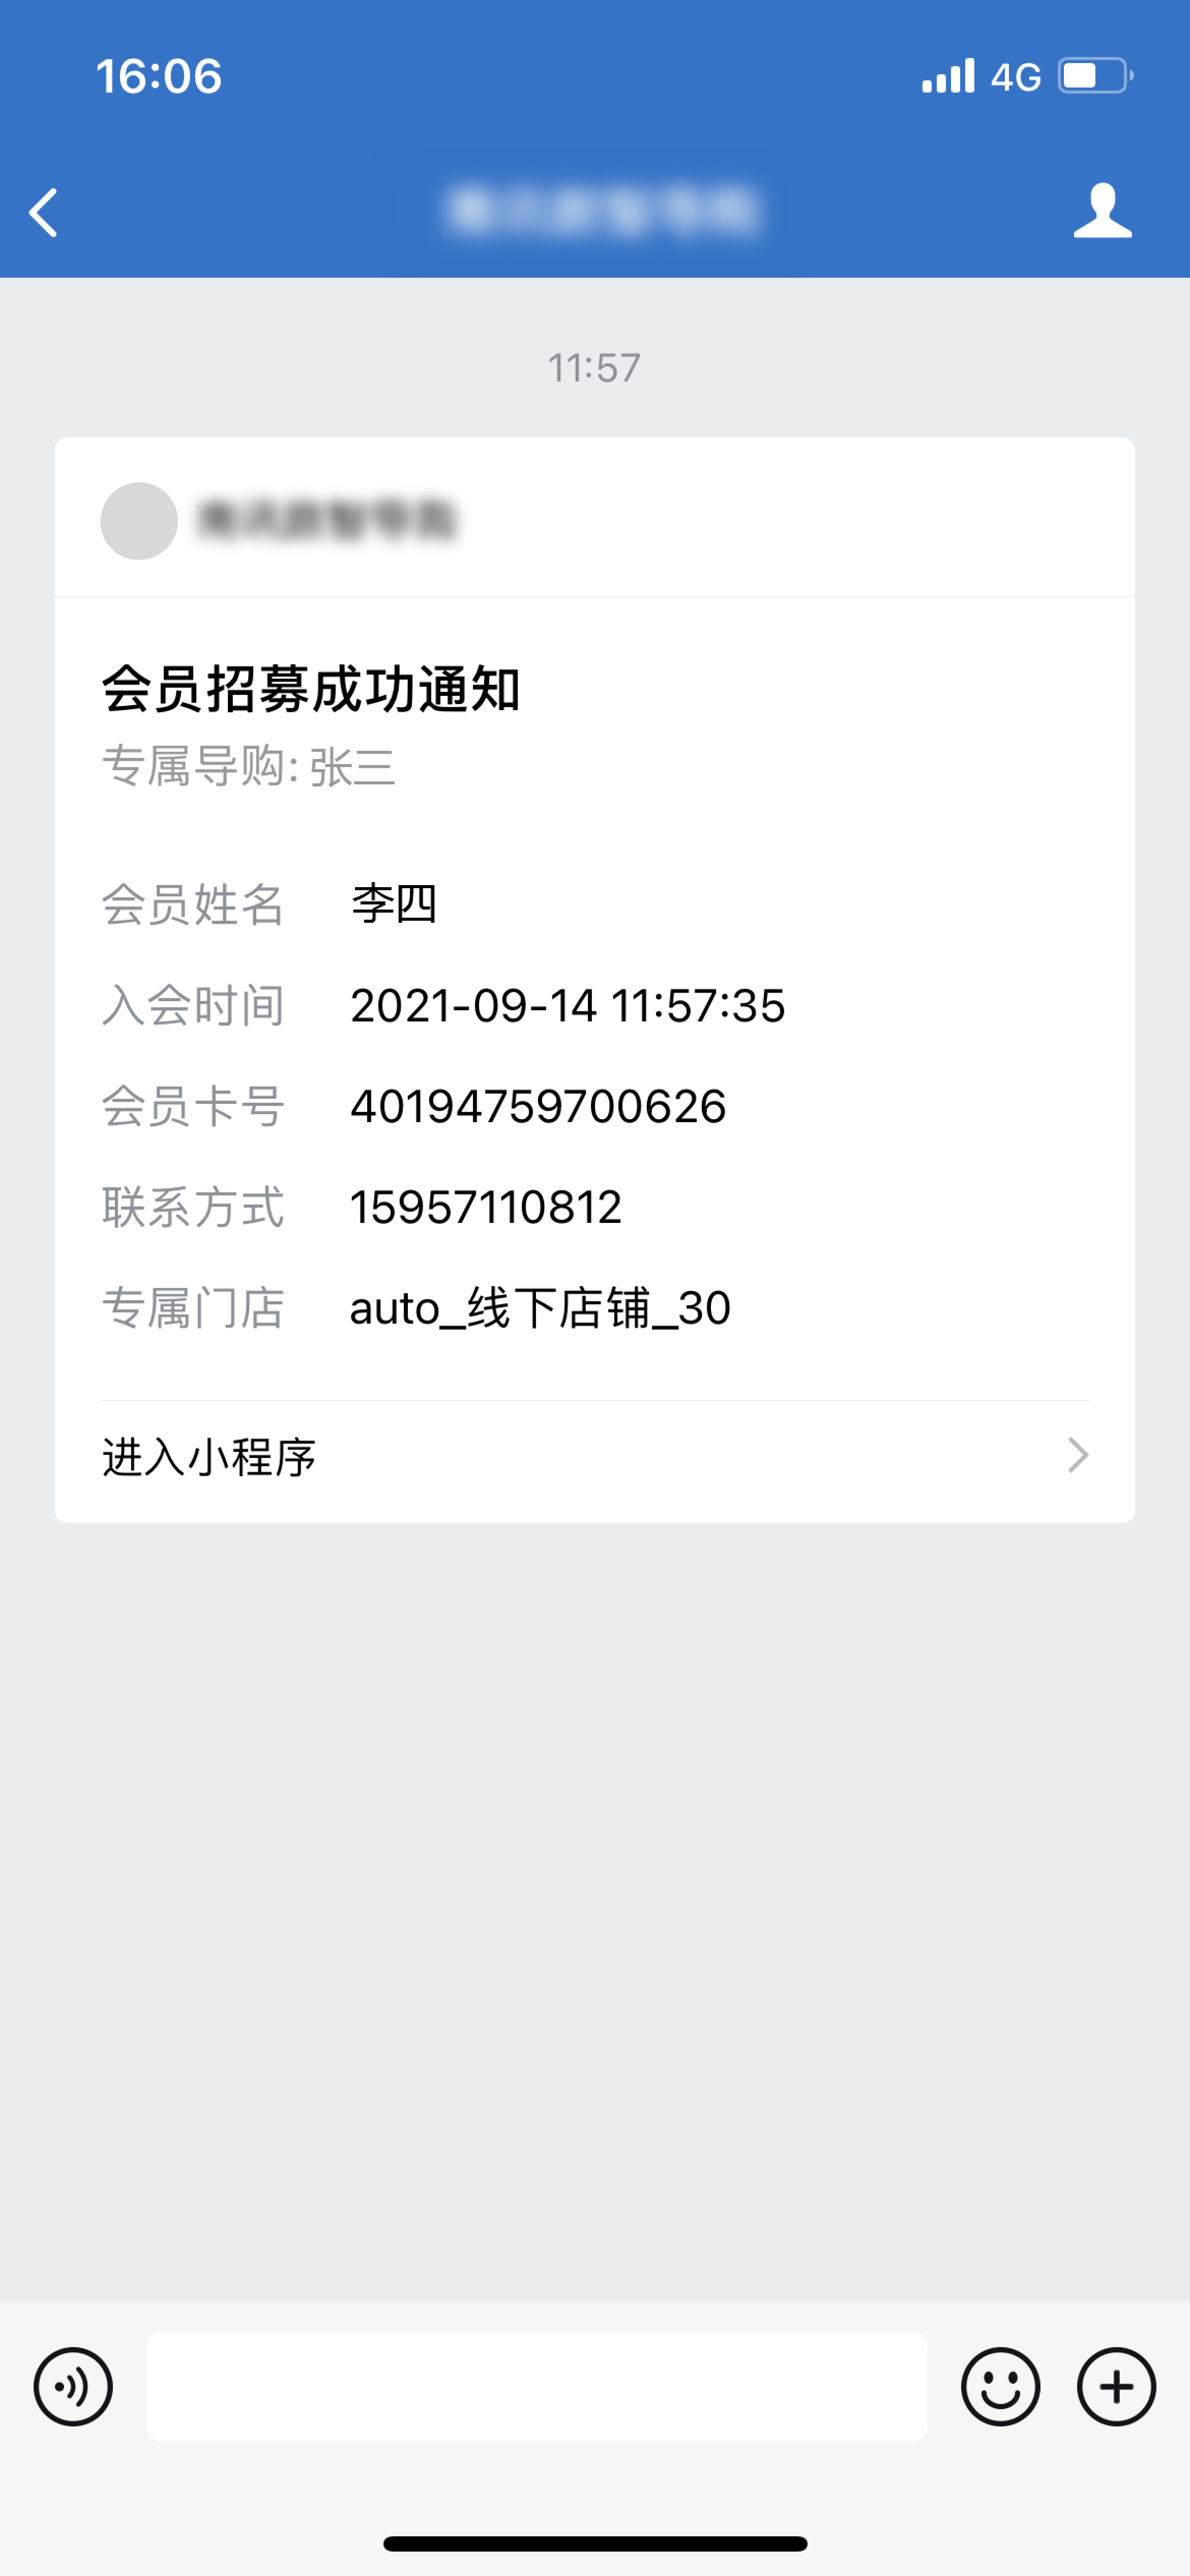 16:06 4G
11:57
会员招募成功通知
专属导购: 张三
会员姓名 李四
入会时间 2021-09-14 11:57:35
会员卡号 40194759700626
联系方式 15957110812
专属门店 auto_线下店铺_30
进入小程序